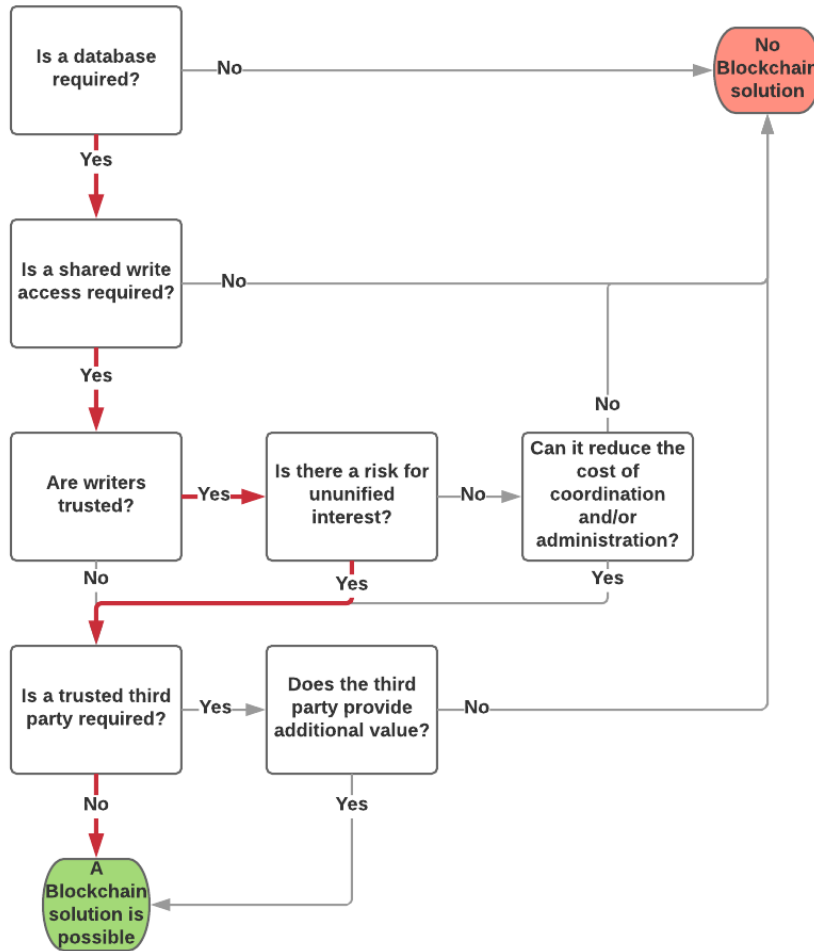 Is a database
required?
No
No
Blockchain
solution
Yes
Is a shared write
access required?
No
Yes
No
Are writers
trusted?
Yes
Is there a risk for
ununified
interest?
No
Can it reduce the
cost of
coordination
and/or
administration?
No
Yes
Yes
Is a trusted third
party required?
Yes
Does the third
party provide
additional value?
No
No
Yes
A
Blockchain
solution is
possible